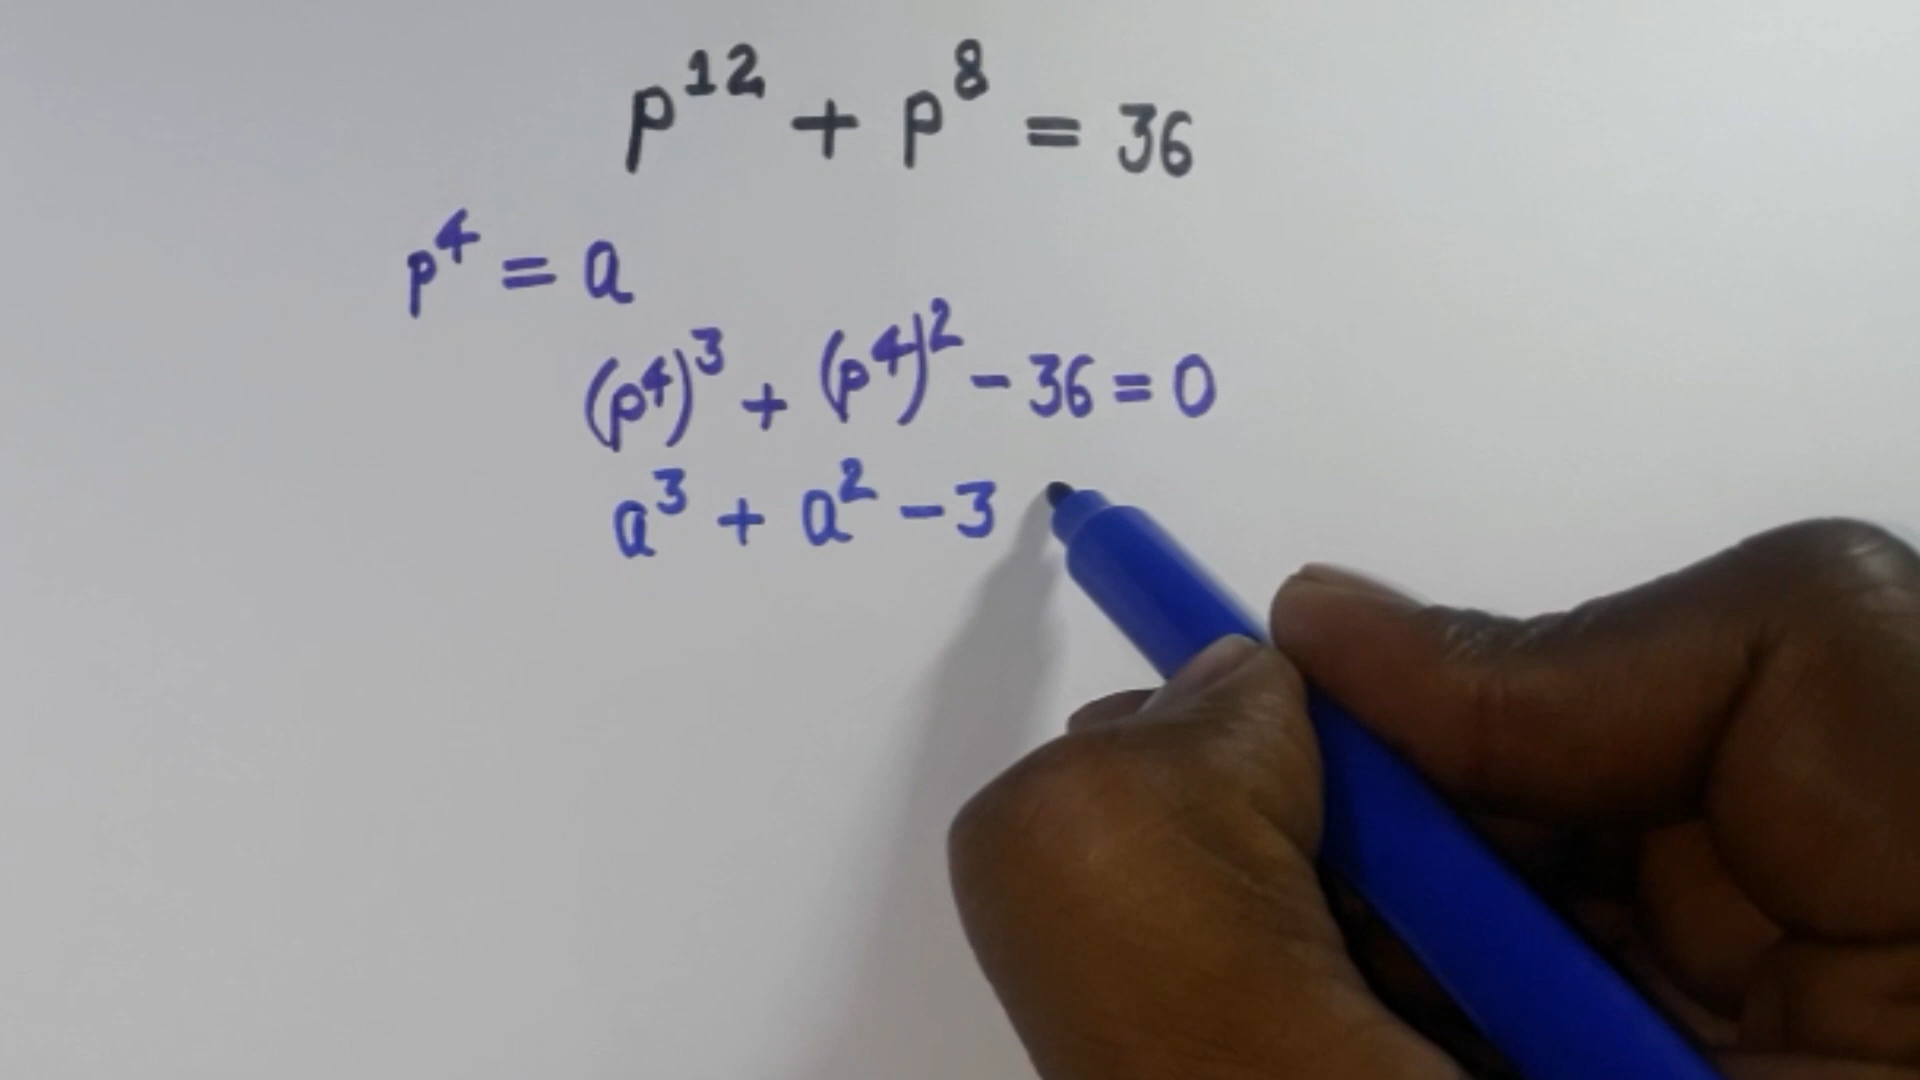 p¹² + p⁸ = 36
p⁴ = a
(p⁴)³ + (p⁴)² - 36 = 0
a³ + a² - 3